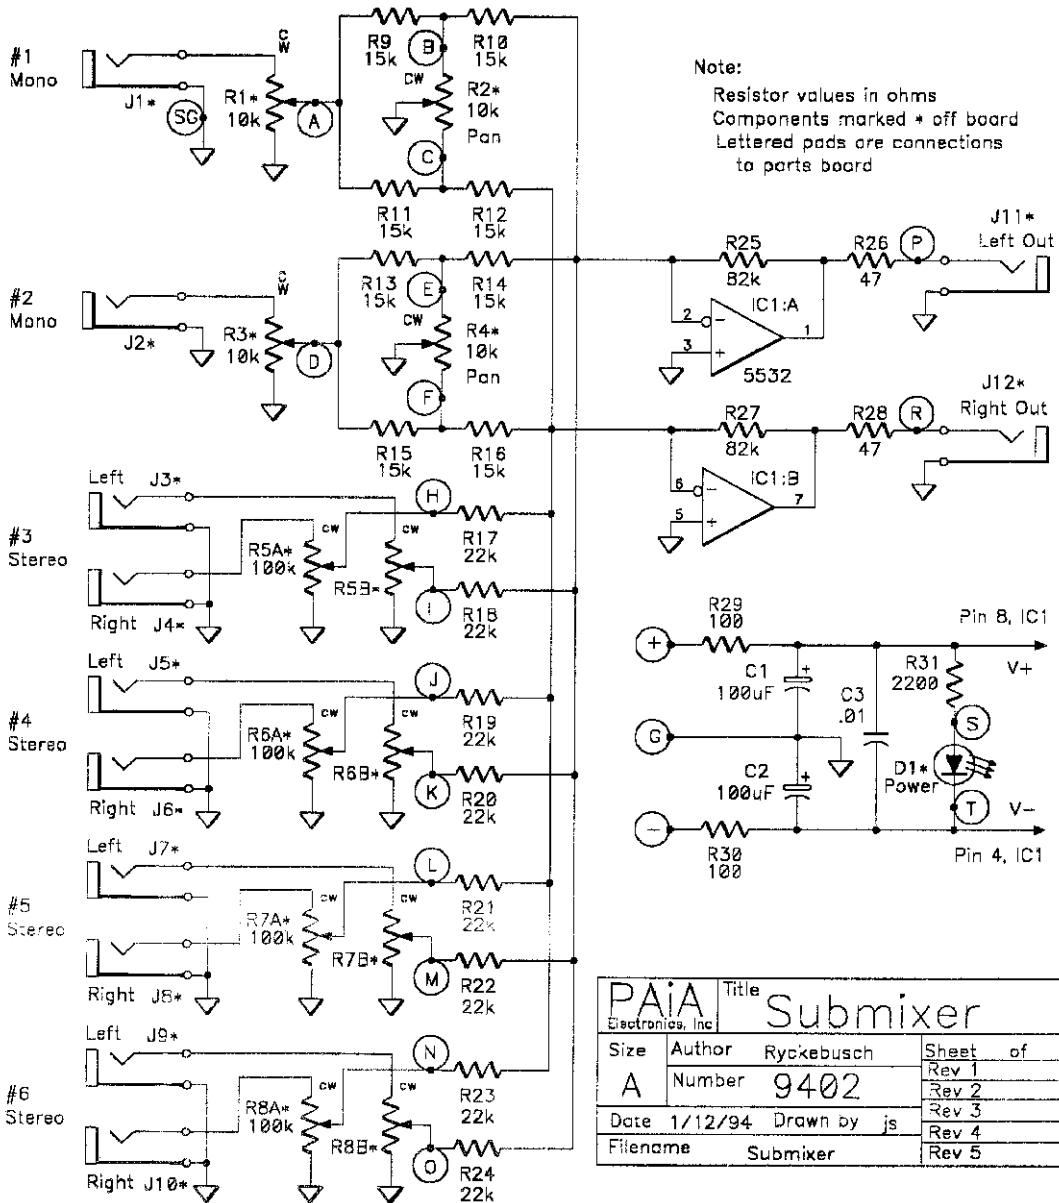 #1
Mono
J1*
SG
CW
R1*
10k
A
R9
15k
B
R10
15k
CW
R2*
10k
Pan
C
R11
15k
R12
15k
Note:
Resistor values in ohms
Components marked * off board
Lettered pads are connections
to parts board
#2
Mono
J2*
CW
R3*
10k
D
R13
15k
E
R14
15k
CW
R4*
10k
Pan
F
R15
15k
R16
15k
R25
82k
IC1:A
2
-
3
+
1
5532
R26
47
P
J11*
Left Out
R27
82k
IC1:B
6
-
5
+
7
R28
47
R
J12*
Right Out
#3
Stereo
Left J3*
Right J4*
R5A*
100k
CW
R5B*
CW
H
R17
22k
I
R18
22k
#4
Stereo
Left J5*
Right J6*
R6A*
100k
CW
R6B*
CW
J
R19
22k
K
R20
22k
#5
Stereo
Left J7*
Right J8*
R7A*
100k
CW
R7B*
CW
L
R21
22k
M
R22
22k
#6
Stereo
Left J9*
Right J10*
R8A*
100k
CW
R8B*
CW
N
R23
22k
O
R24
22k
+
R29
100
Pin 8, IC1
V+
C1
100uF
+
C3
.01
R31
2200
S
G
C2
100uF
+
D1*
Power
T
V-
-
R30
100
Pin 4, IC1
PAiA
Electronics, Inc
Title
Submixer
Size
A
Author Ryckebusch
Number 9402
Sheet of
Rev 1
Rev 2
Rev 3
Rev 4
Rev 5
Date 1/12/94 Drawn by js
Filename Submixer